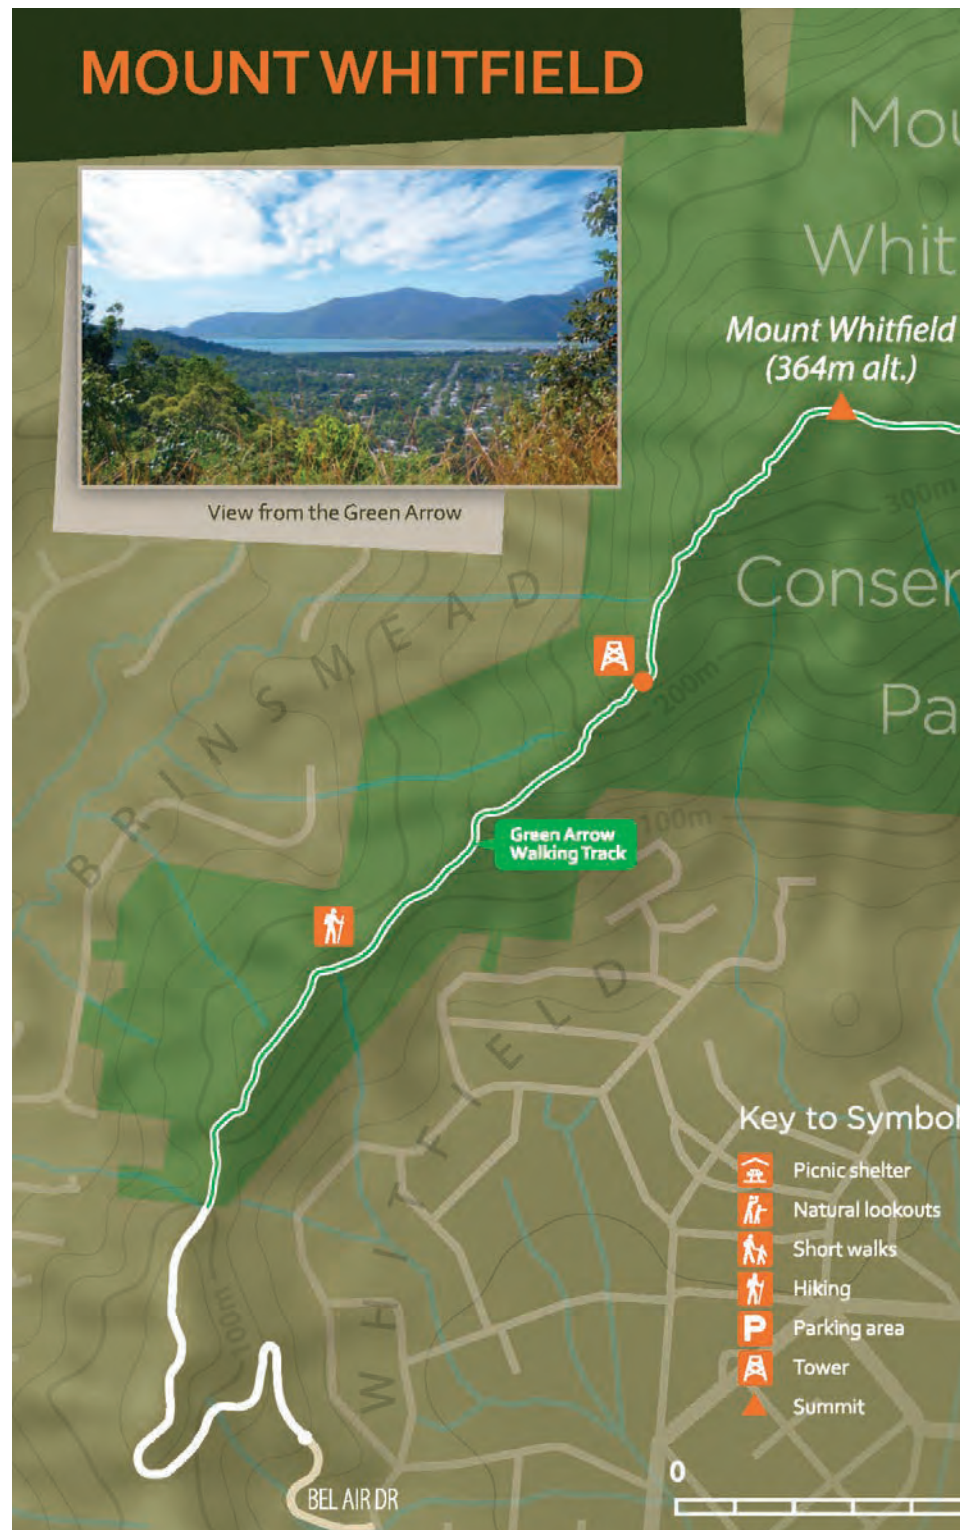 MOUNT WHITFIELD
Mou
Whit
Mount Whitfield
(364m alt.)
View from the Green Arrow
300m
Conser
BRINSMEAD
200m
Pa
Green Arrow
Walking Track
100m
WHITFIELD
Key to Symbol
Picnic shelter
Natural lookouts
Short walks
Hiking
P
Parking area
Tower
Summit
100m
0
BEL AIR DR